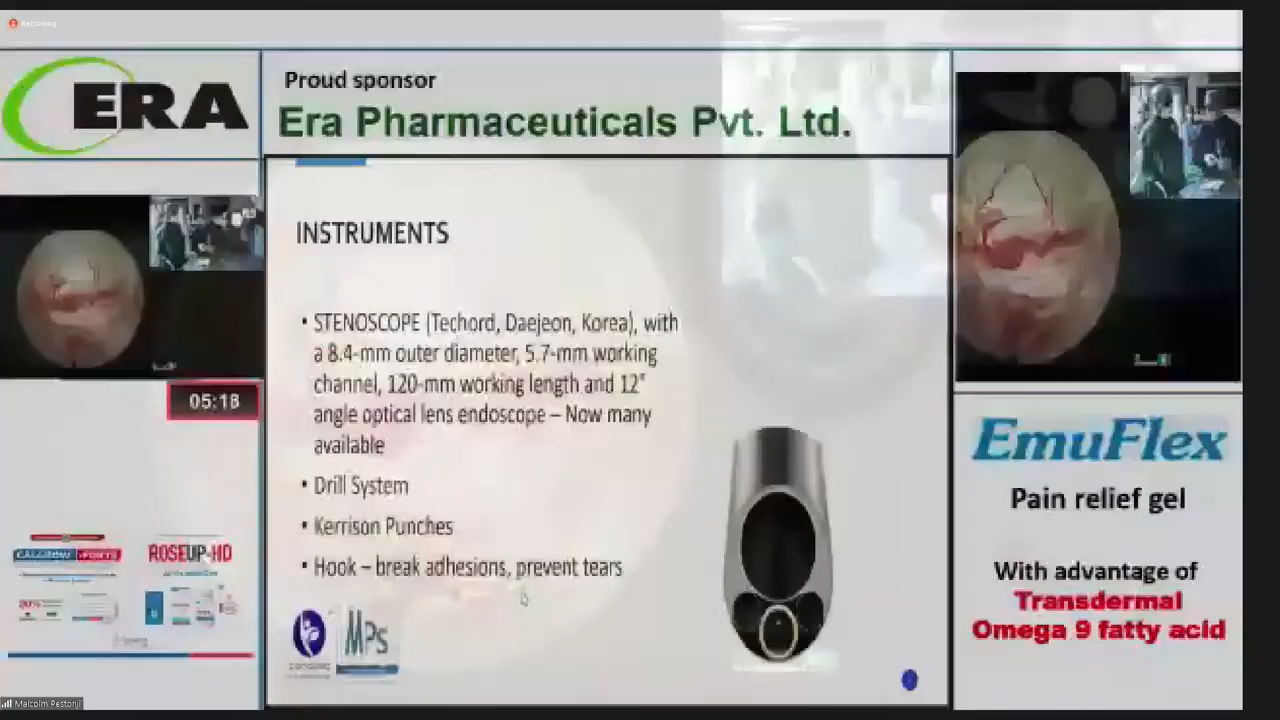 Recording
ERA
Proud sponsor
Era Pharmaceuticals Pvt. Ltd.
INSTRUMENTS
• STENOSCOPE (Techord, Daejeon, Korea), with
a 8.4-mm outer diameter, 5.7-mm working
channel, 120-mm working length and 12°
angle optical lens endoscope – Now many
available
• Drill System
• Kerrison Punches
• Hook – break adhesions, prevent tears
MPs
05:18
ROSEUP-HD
EmuFlex
Pain relief gel
With advantage of
Transdermal
Omega 9 fatty acid
Malcolm Pestonji